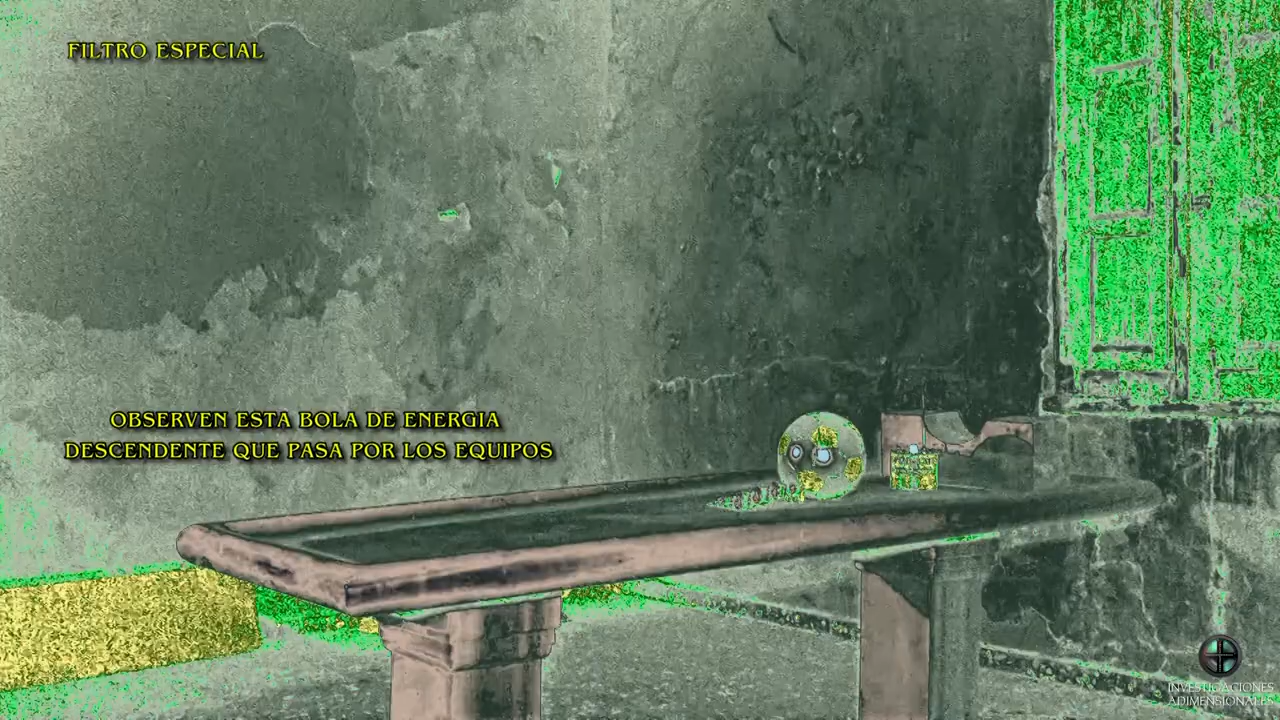 FILTRO ESPECIAL
OBSERVEN ESTA BOLA DE ENERGIA
DESCENDENTE QUE PASA POR LOS EQUIPOS
INVESTIGACIONES
ADIMENSIONALES